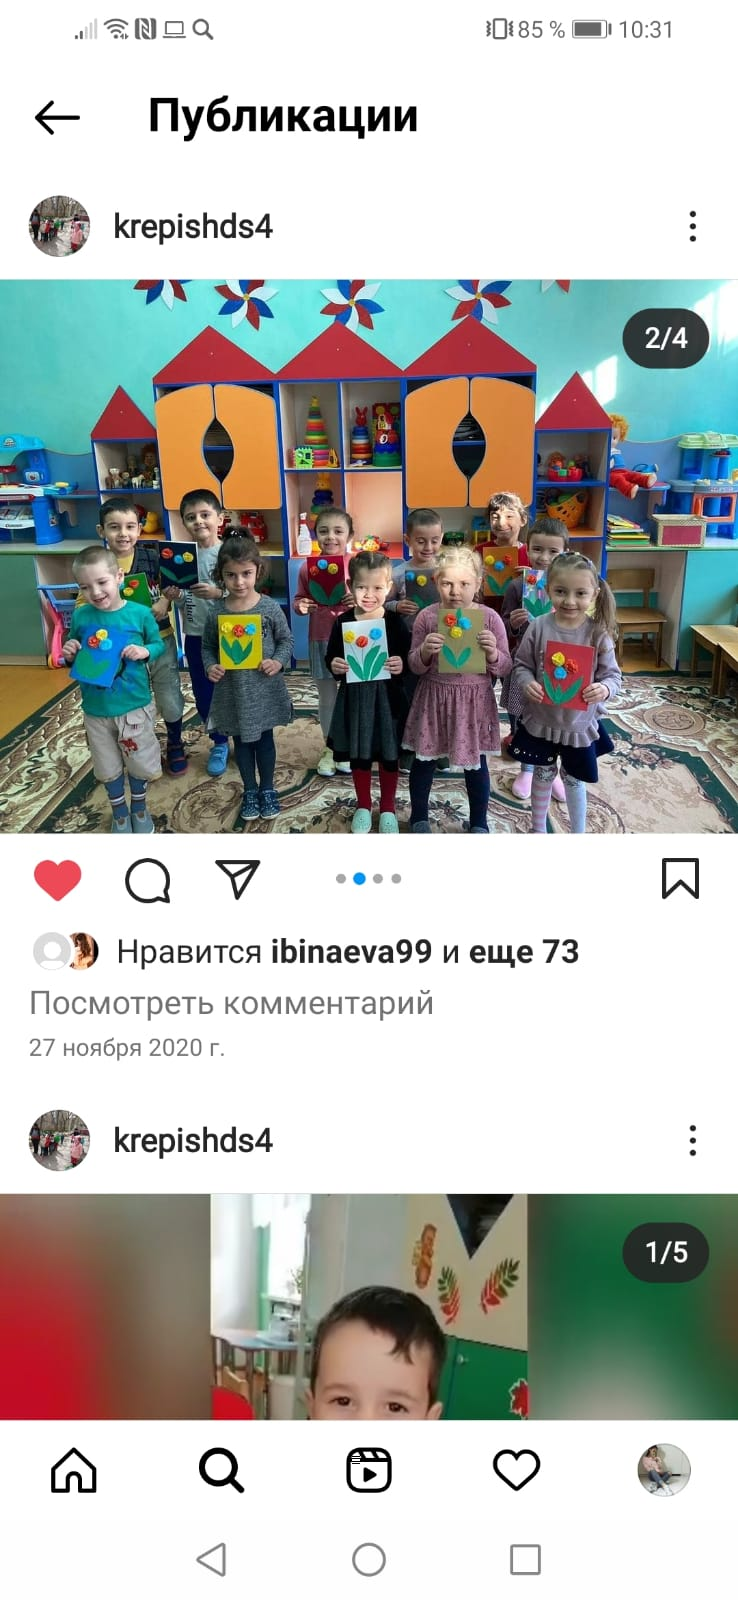 85 % 10:31
Публикации
krepishds4
2/4
Нравится ibinaeva99 и еще 73
Посмотреть комментарий
27 ноября 2020 г.
krepishds4
1/5